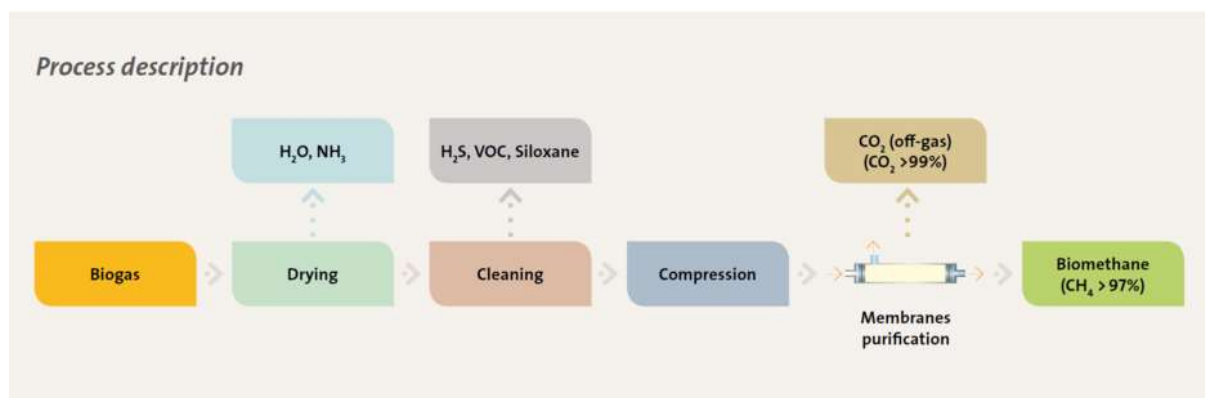 Process description
H₂O, NH₃
H₂S, VOC, Siloxane
CO₂ (off-gas)
(CO₂ >99%)
Biogas
Drying
Cleaning
Compression
Membranes
purification
Biomethane
(CH₄ > 97%)